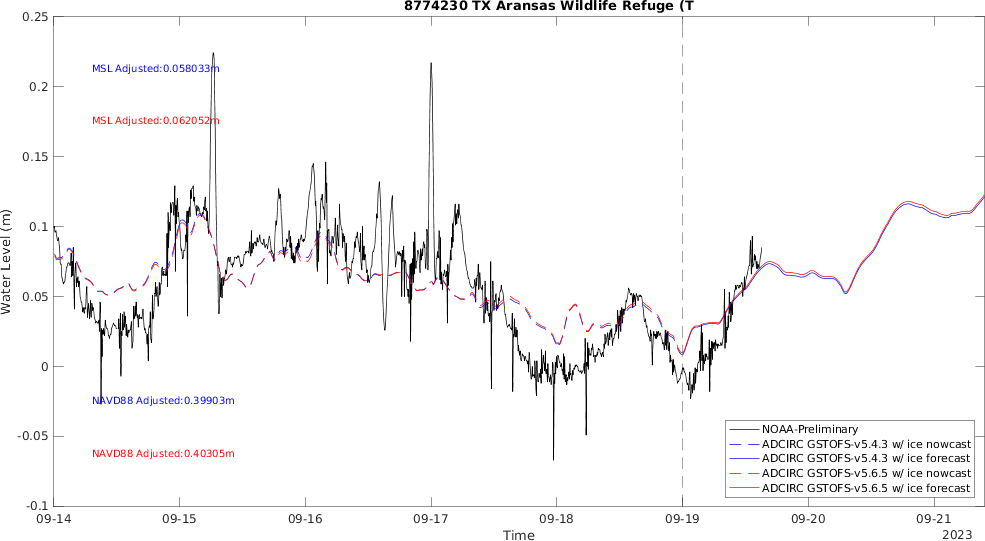 8774230 TX Aransas Wildlife Refuge (T
0.25
0.2
0.15
0.1
0.05
0
-0.05
-0.1
Water Level (m)
MSL Adjusted:0.058033m
MSL Adjusted:0.062052m
NAVD88 Adjusted:0.39903m
NAVD88 Adjusted:0.40305m
NOAA-Preliminary
ADCIRC GSTOFS-v5.4.3 w/ ice nowcast
ADCIRC GSTOFS-v5.4.3 w/ ice forecast
ADCIRC GSTOFS-v5.6.5 w/ ice nowcast
ADCIRC GSTOFS-v5.6.5 w/ ice forecast
09-14 09-15 09-16 09-17 09-18 09-19 09-20 09-21
Time
2023